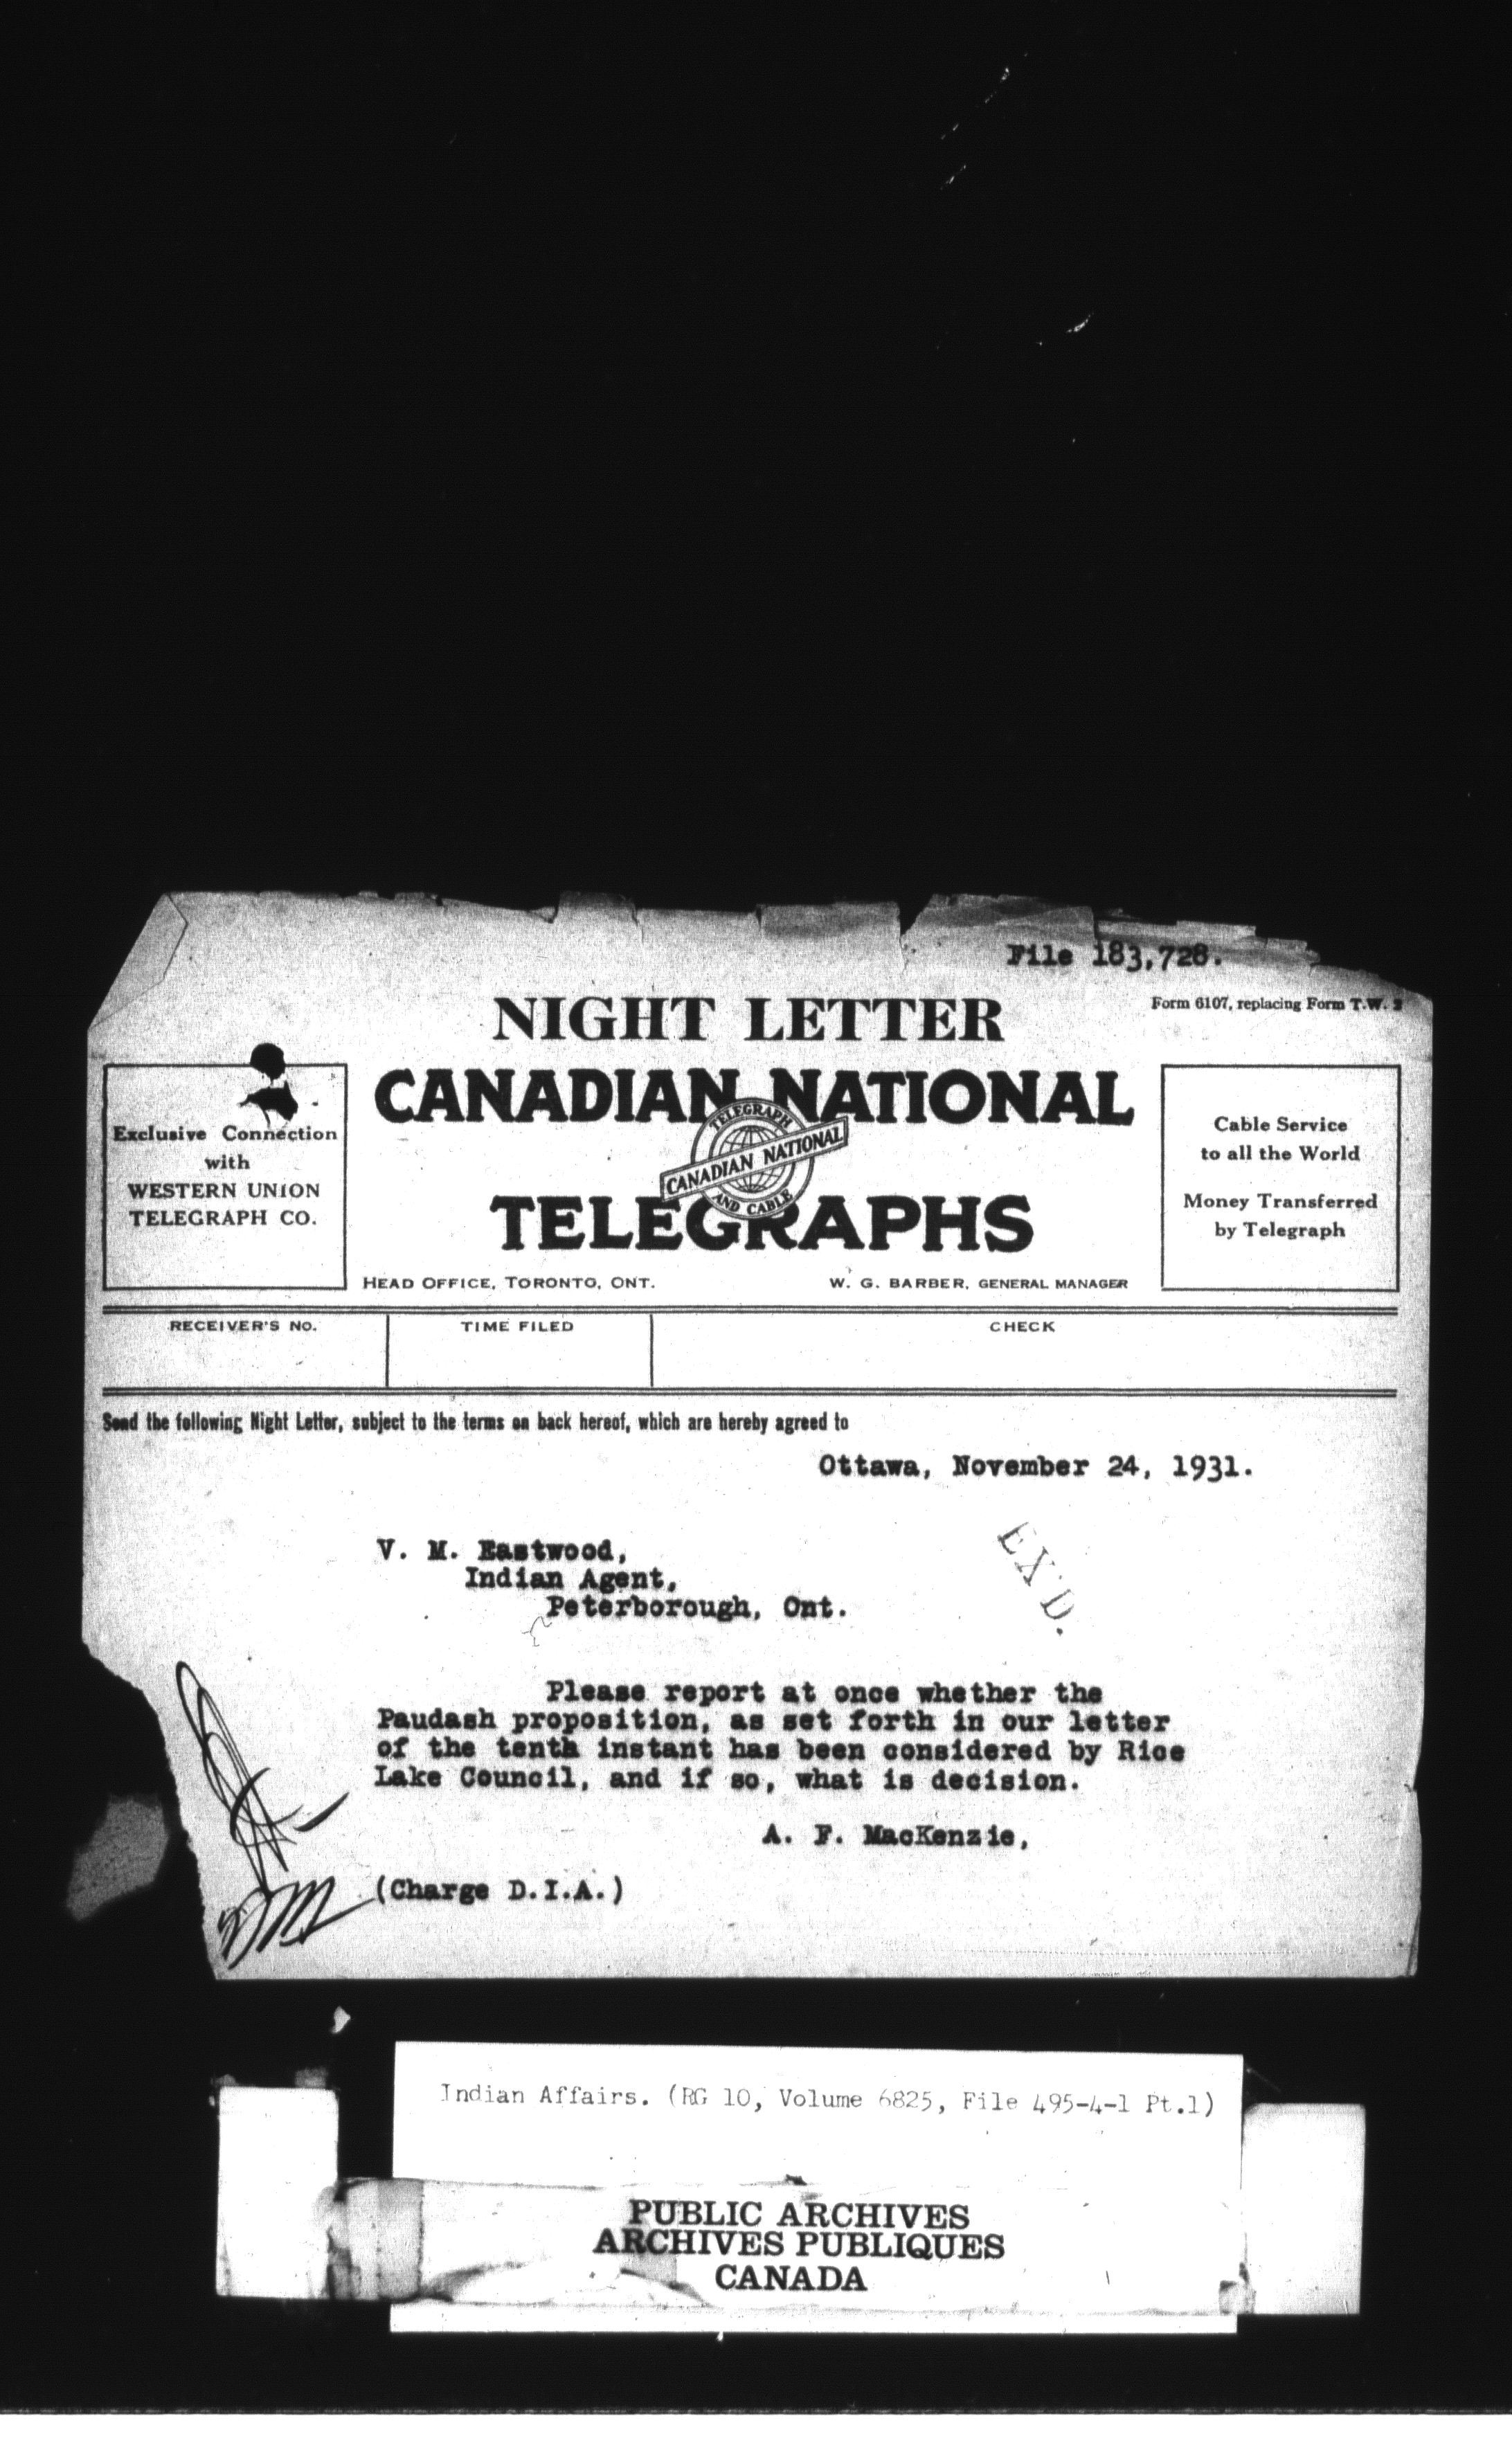 File 183,728.
Form 6107, replacing Form T.W. 2
NIGHT LETTER
CANADIAN NATIONAL
TELEGRAPH
CANADIAN NATIONAL
AND CABLE
TELEGRAPHS
Exclusive Connection
with
WESTERN UNION
TELEGRAPH CO.
Cable Service
to all the World
Money Transferred
by Telegraph
HEAD OFFICE, TORONTO, ONT.
W. G. BARBER, GENERAL MANAGER
RECEIVER'S NO. TIME FILED CHECK
Send the following Night Letter, subject to the terms on back hereof, which are hereby agreed to
Ottawa, November 24, 1931.
V. M. Eastwood,
Indian Agent,
Peterborough, Ont.
EX'D.
Please report at once whether the
Paudash proposition, as set forth in our letter
of the tenth instant has been considered by Rice
Lake Council, and if so, what is decision.
A. F. MacKenzie,
(Charge D.I.A.)
Indian Affairs. (RG 10, Volume 6825, File 495-4-1 Pt.1)
PUBLIC ARCHIVES
ARCHIVES PUBLIQUES
CANADA